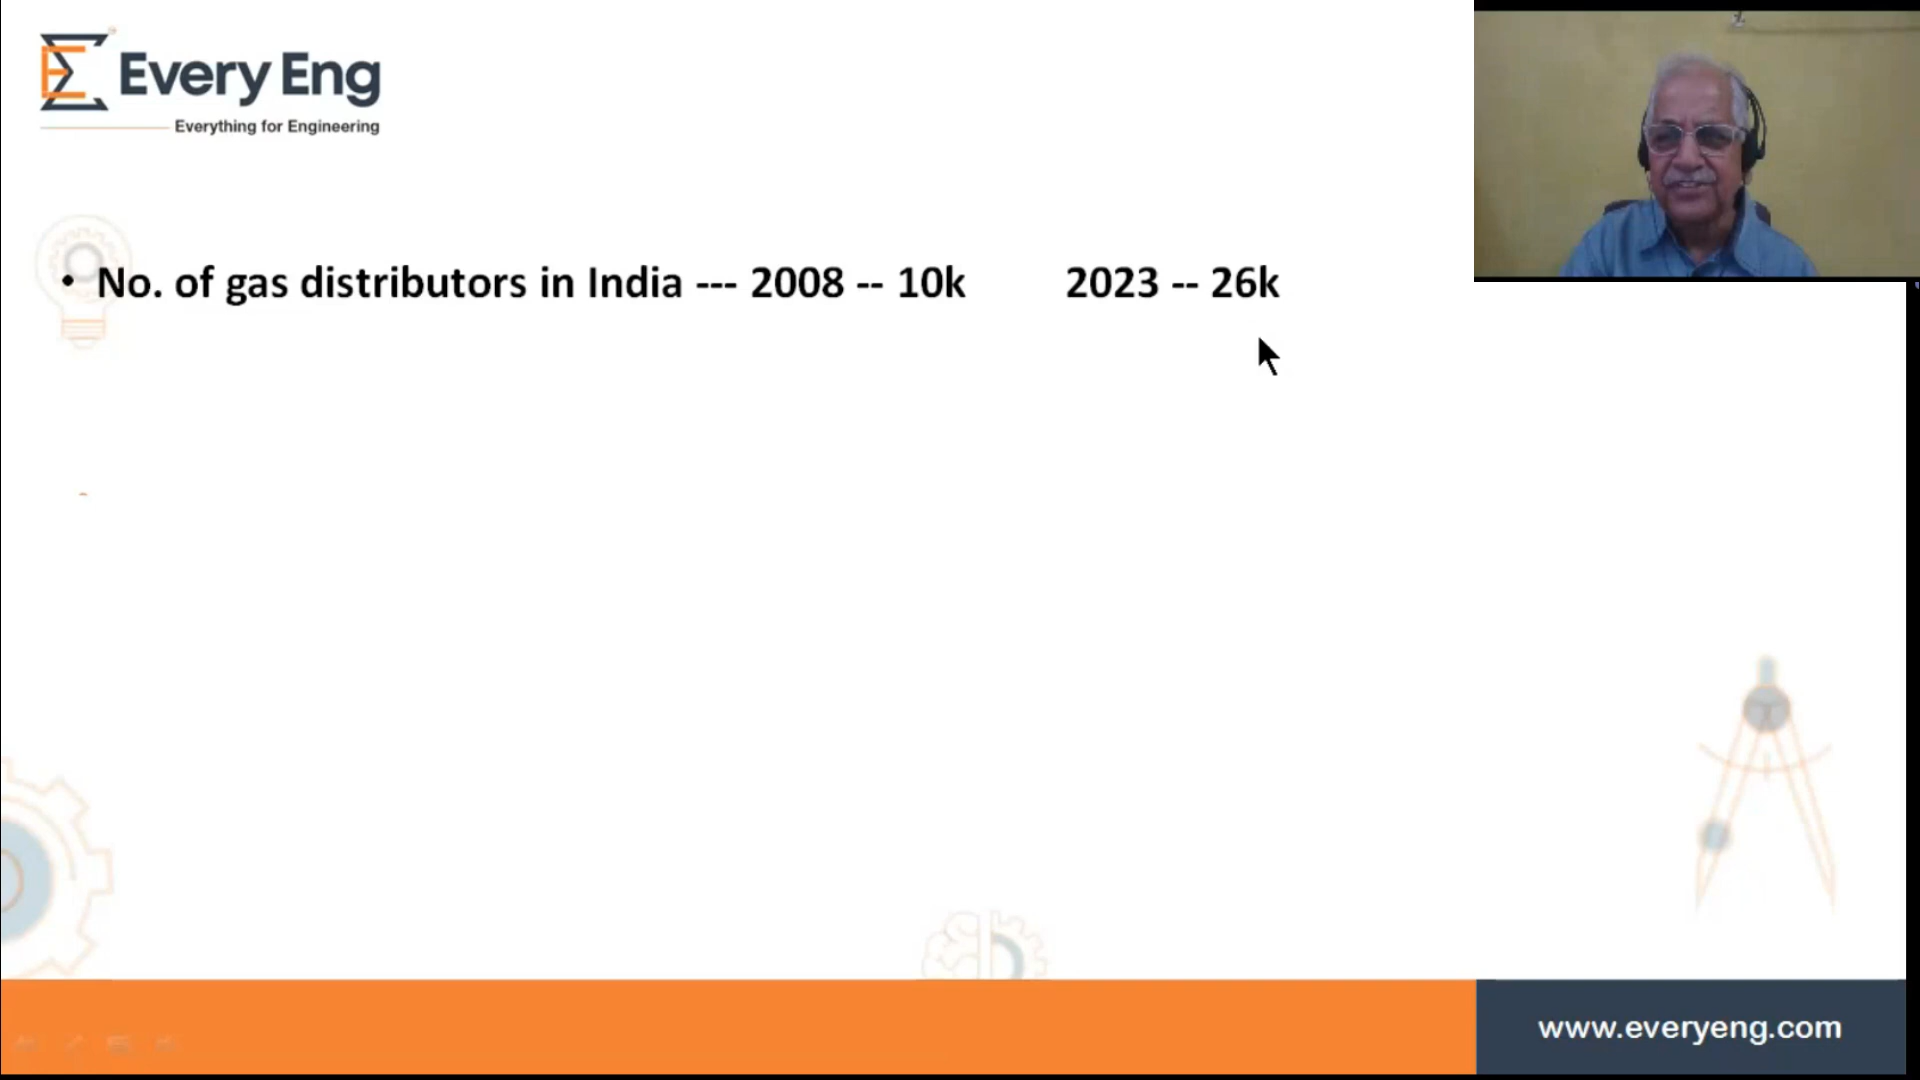 Every Eng
Everything for Engineering
• No. of gas distributors in India --- 2008 -- 10k 2023 -- 26k
www.everyeng.com